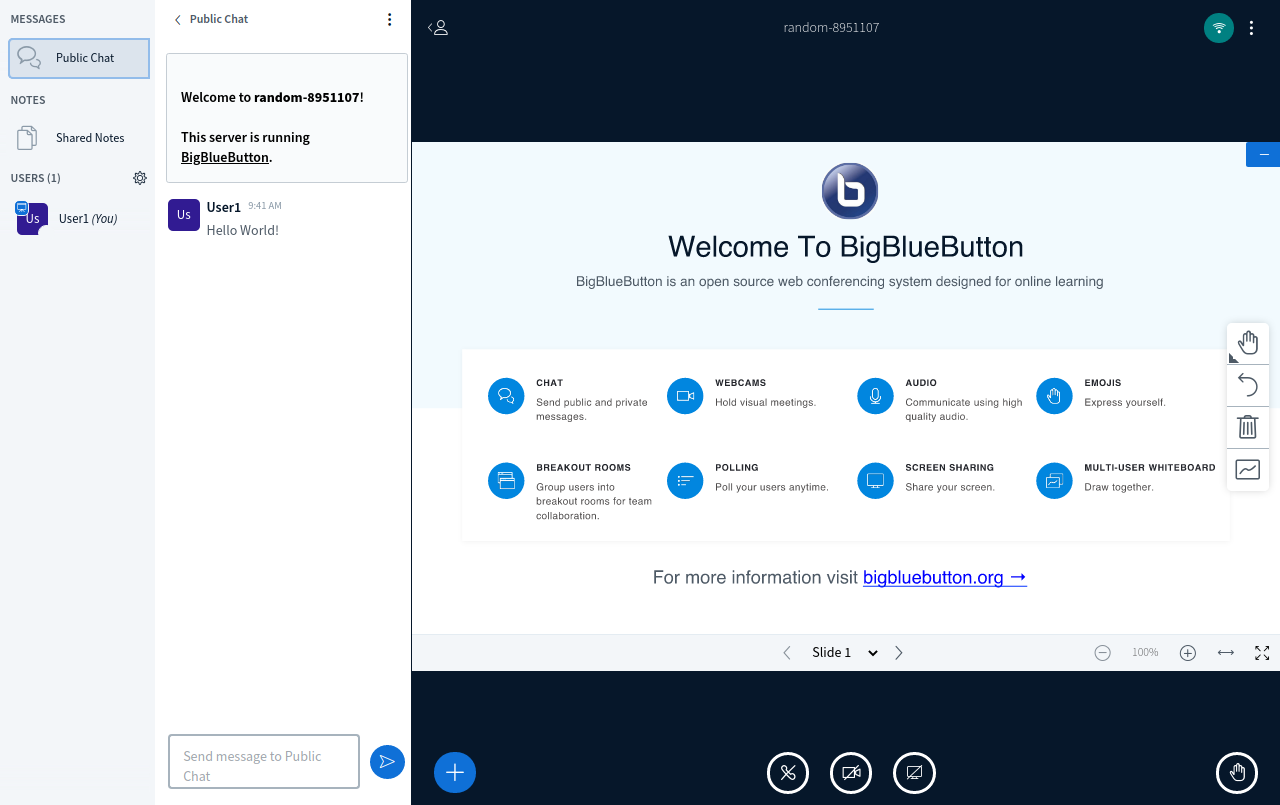 MESSAGES
Public Chat
NOTES
Shared Notes
USERS (1)
Us
User1 (You)
Public Chat
Welcome to random-8951107!
This server is running
BigBlueButton.
Us
User1 9:41 AM
Hello World!
Send message to Public
Chat
random-8951107
Welcome To BigBlueButton
BigBlueButton is an open source web conferencing system designed for online learning
CHAT
Send public and private
messages.
WEBCAMS
Hold visual meetings.
AUDIO
Communicate using high
quality audio.
EMOJIS
Express yourself.
BREAKOUT ROOMS
Group users into
breakout rooms for team
collaboration.
POLLING
Poll your users anytime.
SCREEN SHARING
Share your screen.
MULTI-USER WHITEBOARD
Draw together.
For more information visit bigbluebutton.org →
Slide 1
100%